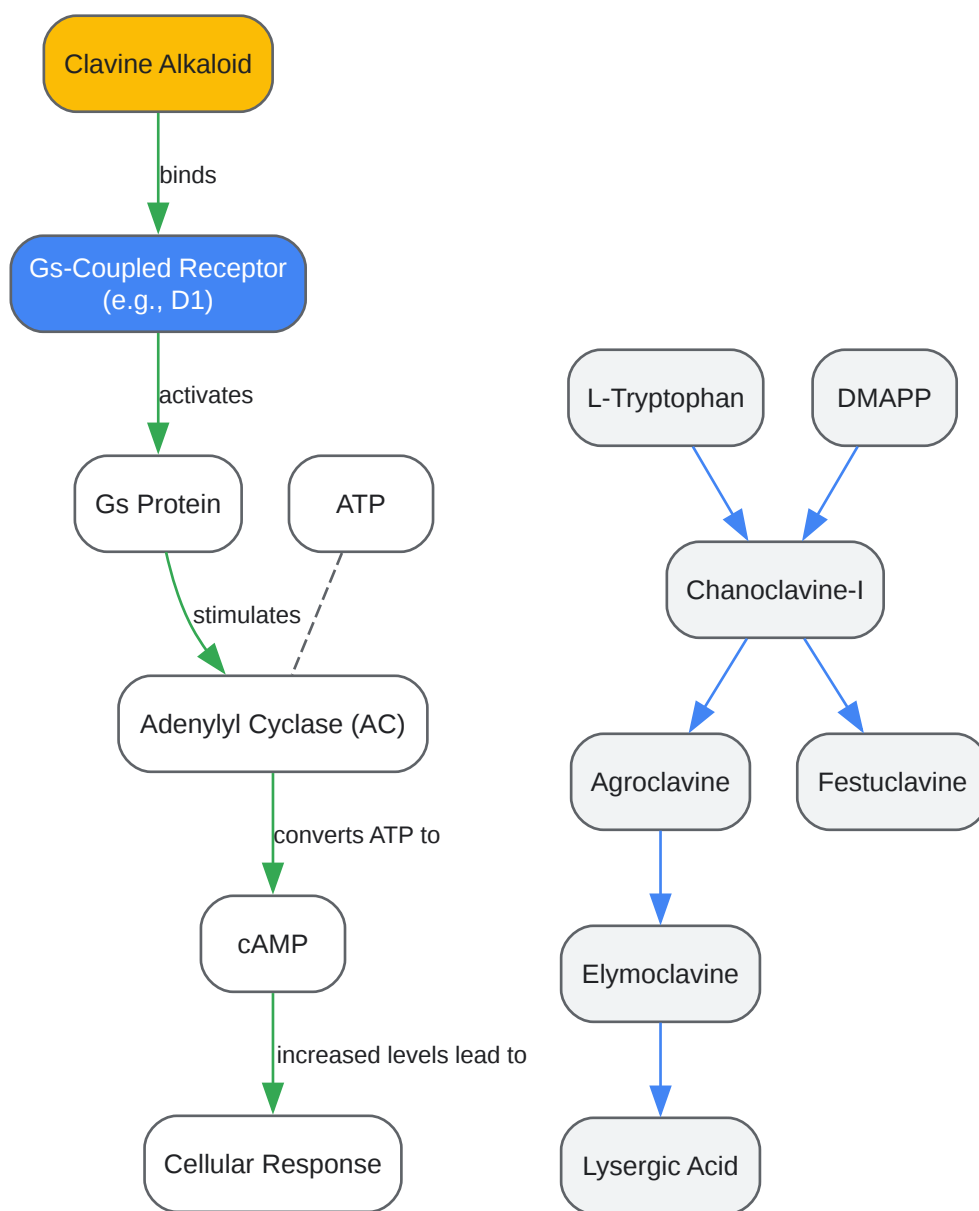 Clavine Alkaloid
binds
Gs-Coupled Receptor
(e.g., D1)
activates
Gs Protein
ATP
stimulates
Adenylyl Cyclase (AC)
converts ATP to
cAMP
increased levels lead to
Cellular Response
L-Tryptophan
DMAPP
Chanoclavine-I
Agroclavine
Festuclavine
Elymoclavine
Lysergic Acid